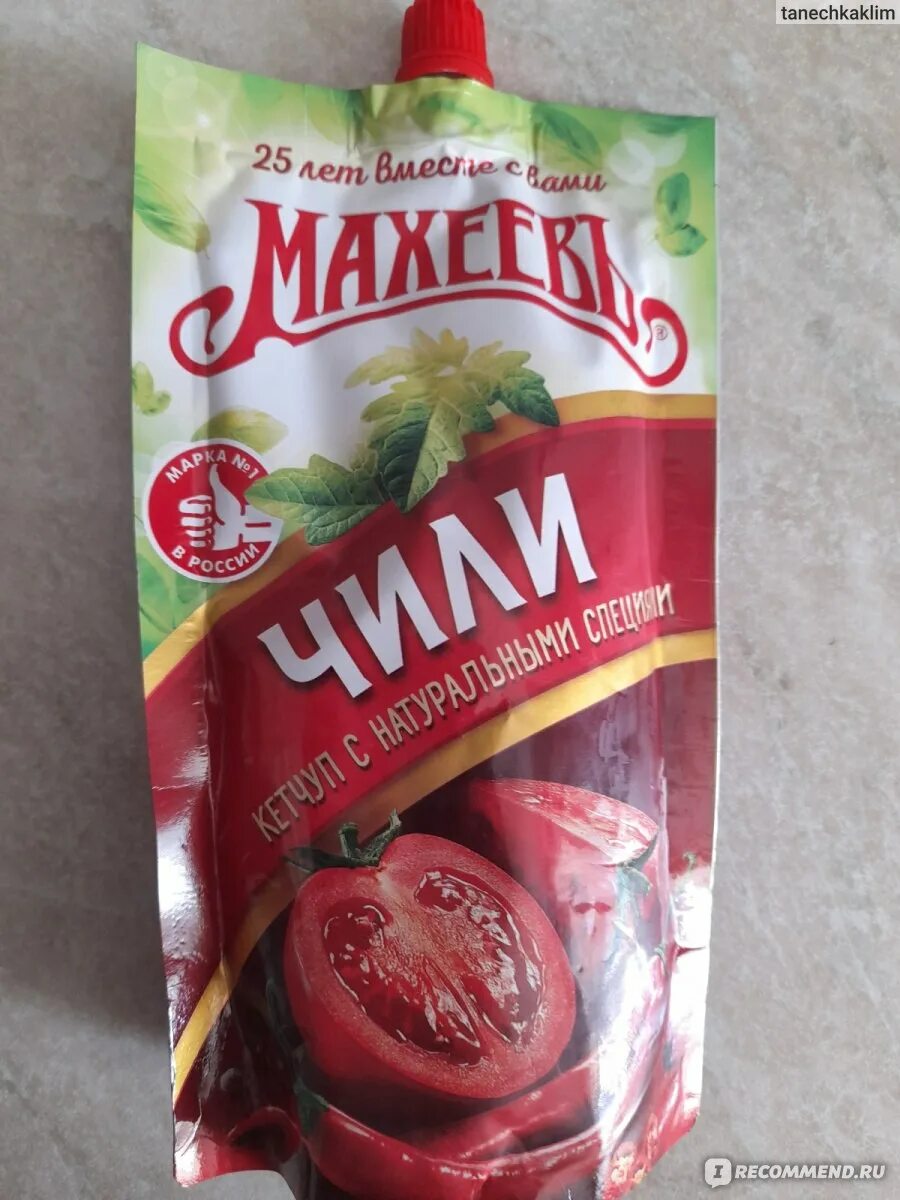 tanechkaklim
25 лет вместе с вами
МАХЕЕВЪ®
МАРКА №1
В РОССИИ
ЧИЛИ
КЕТЧУП С НАТУРАЛЬНЫМИ СПЕЦИЯМИ
I RECOMMEND.RU